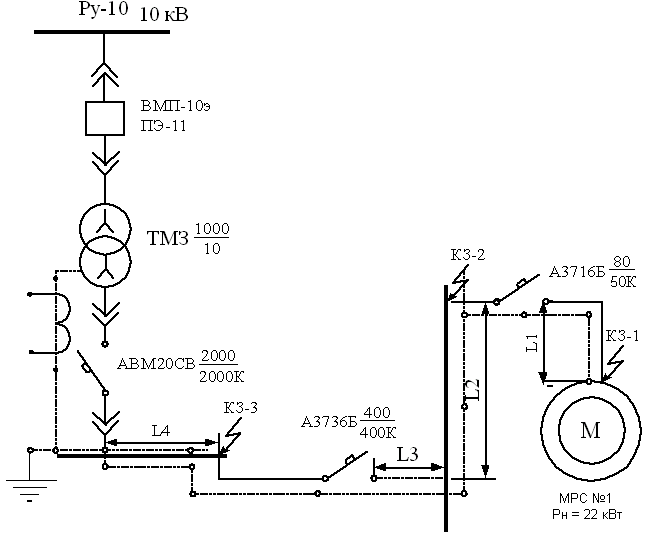 Ру-10 10 кВ
ВМП-10э
ПЭ-11
ТМЗ 1000
10
КЗ-2
А3716Б 80
50К
КЗ-1
L1
АВМ20СВ 2000
2000К
L2
КЗ-3
L4
А3736Б 400
400К
L3
М
МРС №1
Рн = 22 кВт